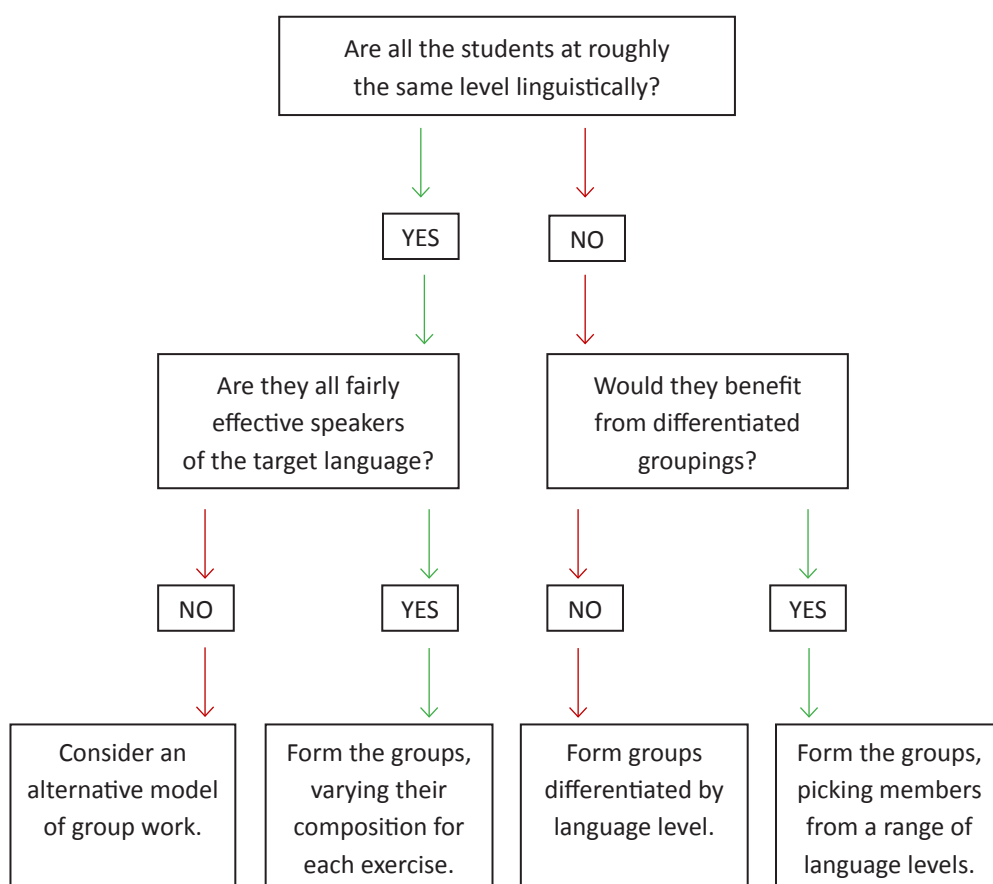 Are all the students at roughly
the same level linguistically?
YES
NO
Are they all fairly
effective speakers
of the target language?
Would they benefit
from differentiated
groupings?
NO
YES
NO
YES
Consider an
alternative model
of group work.
Form the groups,
varying their
composition for
each exercise.
Form groups
differentiated by
language level.
Form the groups,
picking members
from a range of
language levels.